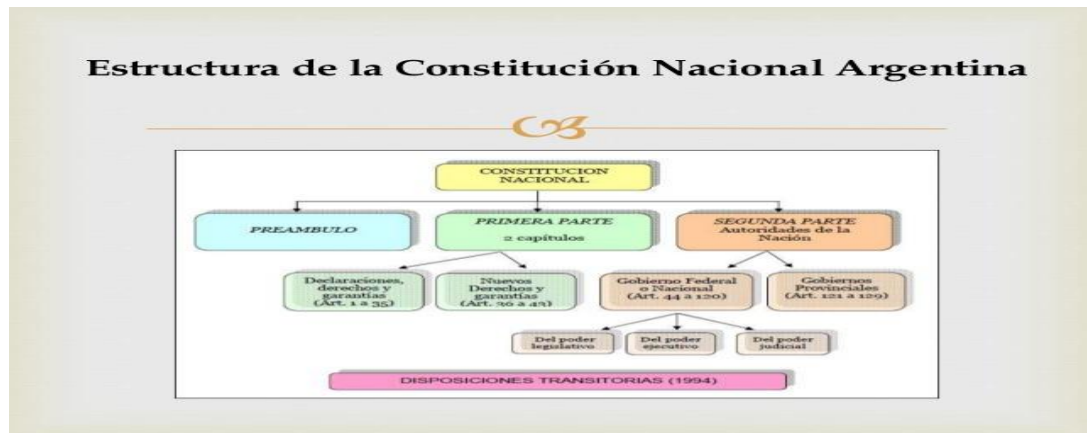 Estructura de la Constitución Nacional Argentina
CONSTITUCION
NACIONAL
PREAMBULO
PRIMERA PARTE
2 capítulos
SEGUNDA PARTE
Autoridades de la
Nación
Declaraciones,
derechos y
garantías
(Art. 1 a 35)
Nuevos
Derechos y
garantías
(Art. 36 a 43)
Gobierno Federal
o Nacional
(Art. 44 a 120)
Gobiernos
Provinciales
(Art. 121 a 129)
Del poder
legislativo
Del poder
ejecutivo
Del poder
judicial
DISPOSICIONES TRANSITORIAS (1994)